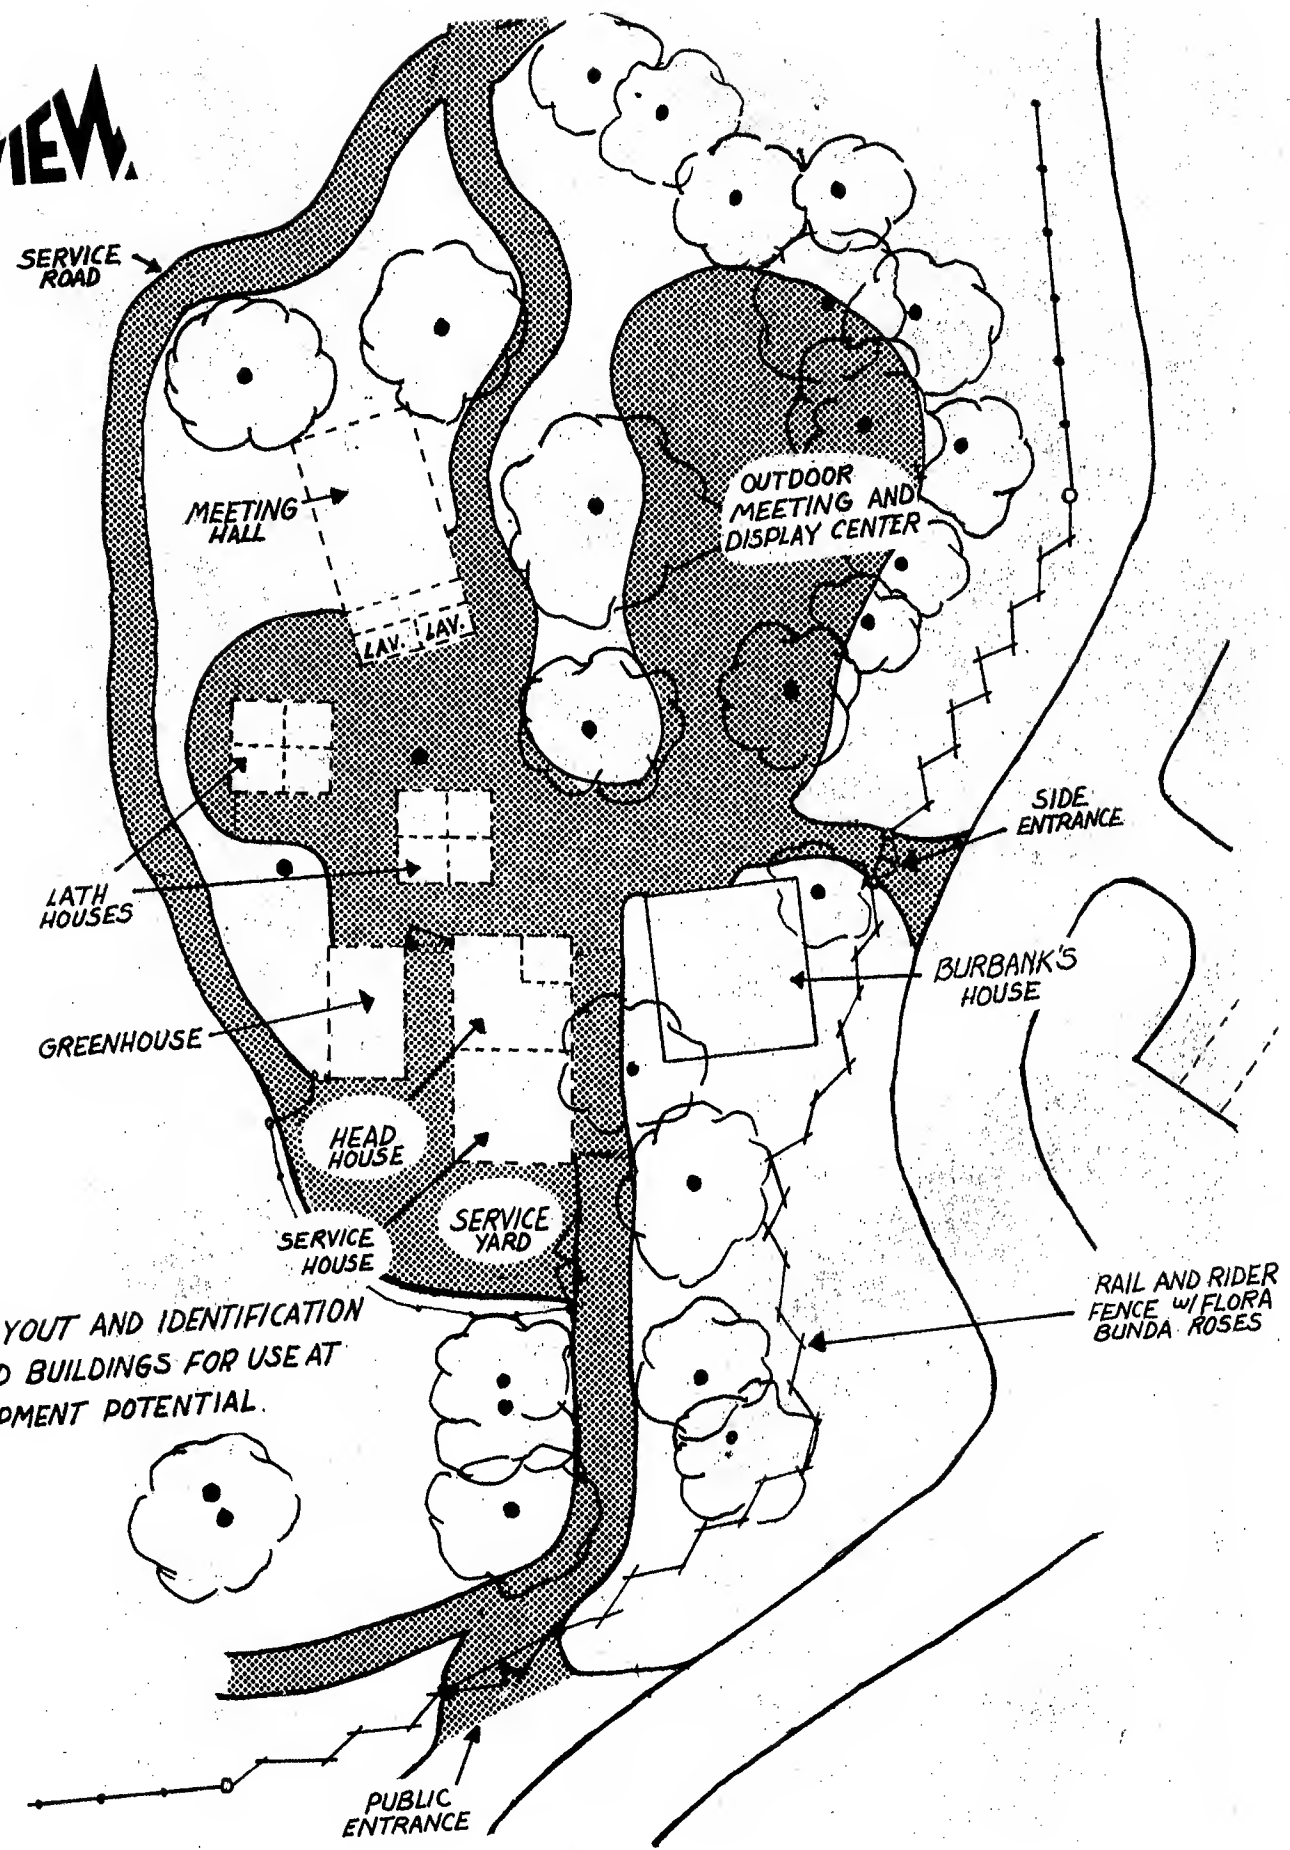 VIEW.
SERVICE
ROAD
MEETING
HALL
OUTDOOR
MEETING AND
DISPLAY CENTER
LAV. LAV.
SIDE
ENTRANCE
LATH
HOUSES
BURBANK'S
HOUSE
GREENHOUSE
HEAD
HOUSE
SERVICE
YARD
SERVICE
HOUSE
RAIL AND RIDER
FENCE W/ FLORA
BUNDA ROSES
YOUT AND IDENTIFICATION
D BUILDINGS FOR USE AT
PMENT POTENTIAL.
PUBLIC
ENTRANCE